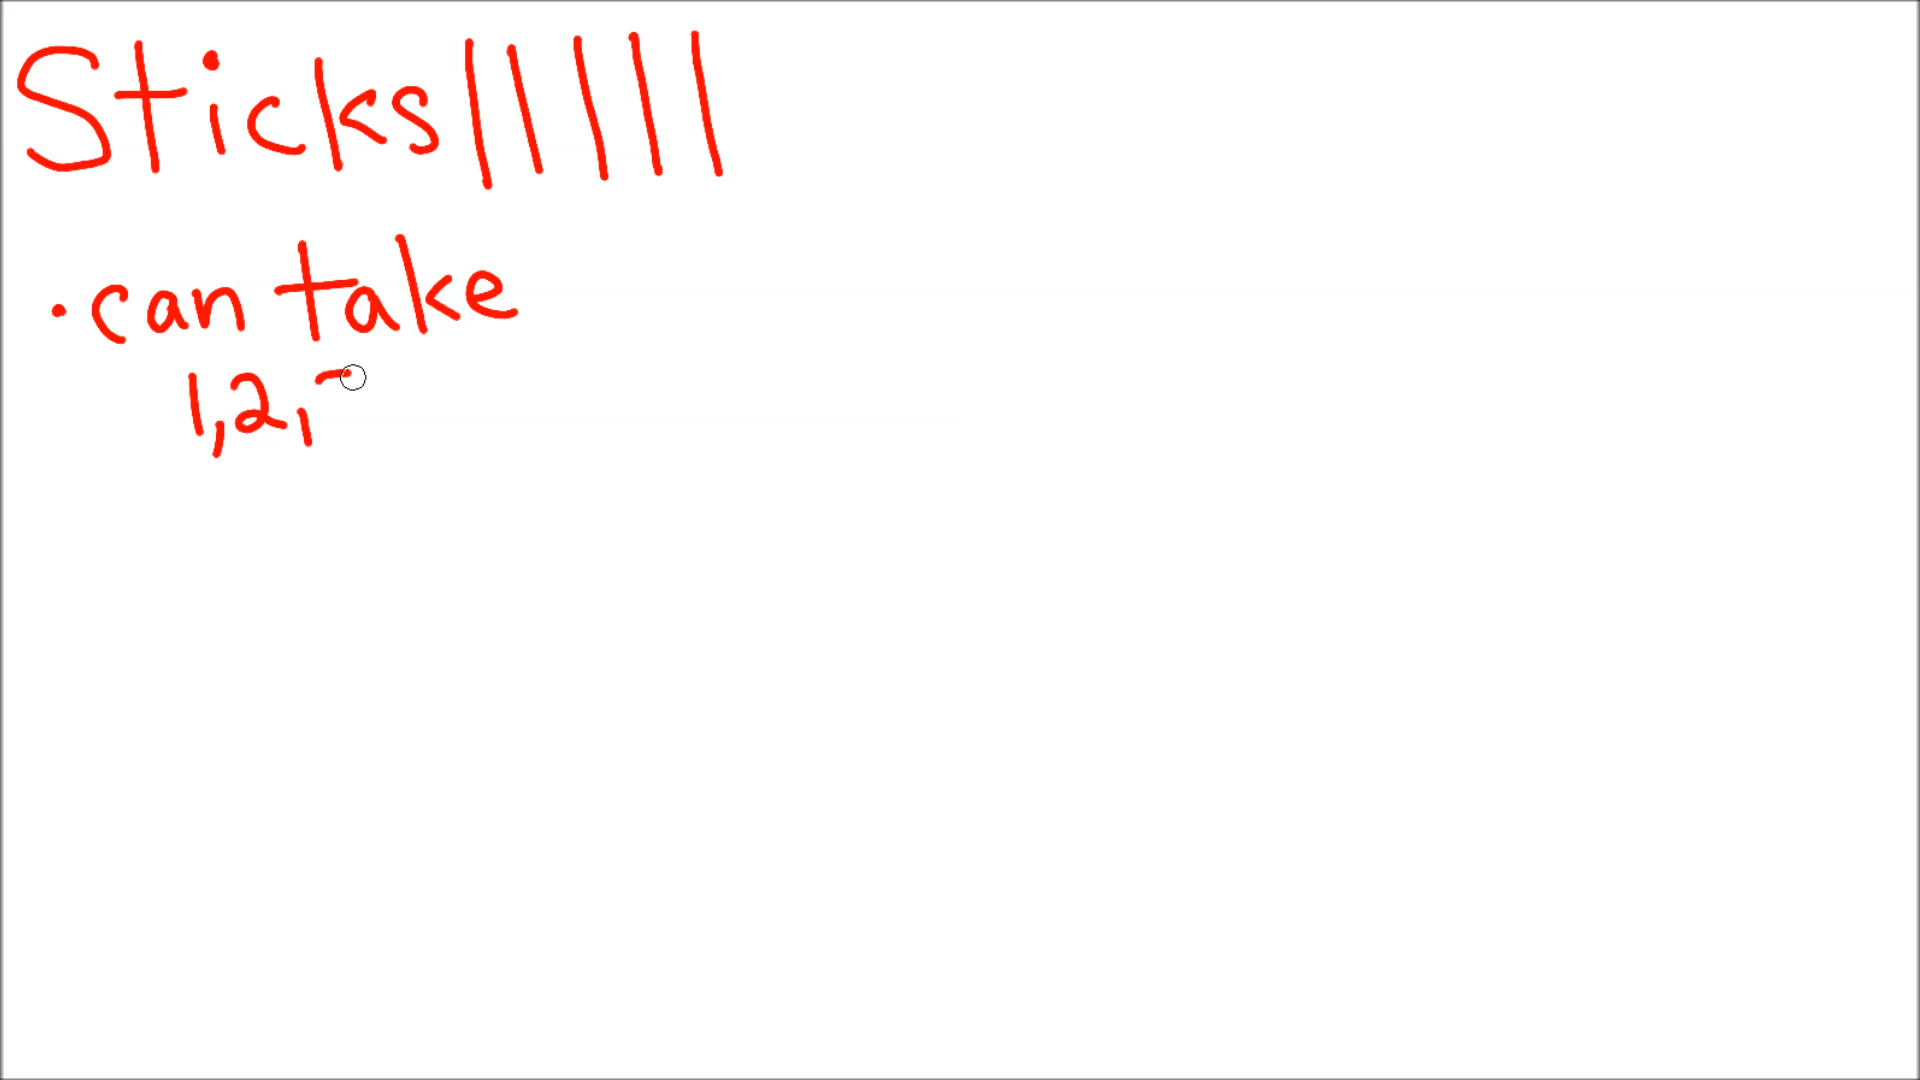 Sticks |||||
• can take
1, 2,